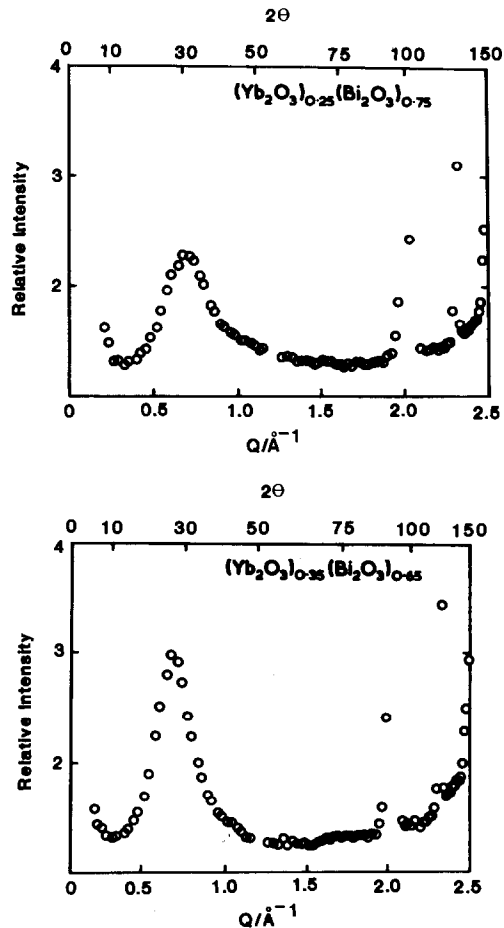 2Θ
0 10 30 50 75 100 150
(Yb₂O₃)₀.₂₅(Bi₂O₃)₀.₇₅
4
3
2
Relative Intensity
0 0.5 1.0 1.5 2.0 2.5
Q/Å⁻¹
2Θ
0 10 30 50 75 100 150
(Yb₂O₃)₀.₃₅(Bi₂O₃)₀.₆₅
4
3
2
Relative Intensity
0 0.5 1.0 1.5 2.0 2.5
Q/Å⁻¹